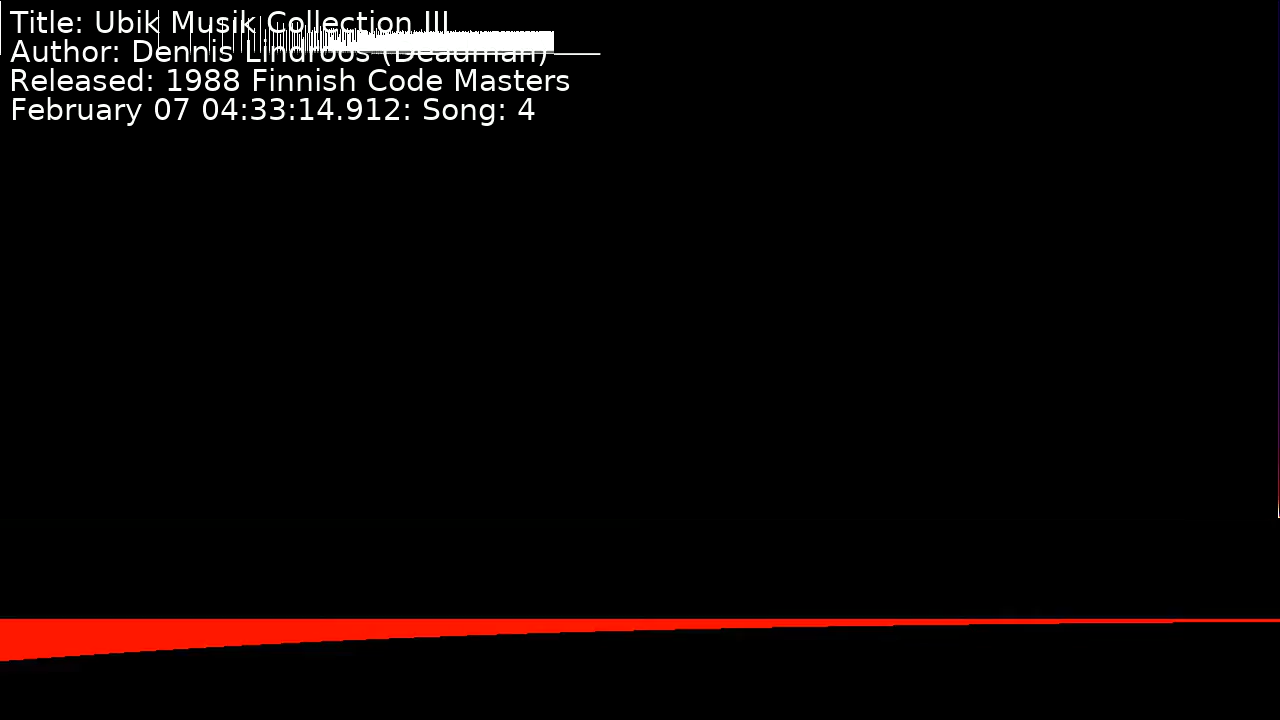 Title: Ubik Musik Collection III
Author: Dennis Lindroos (Deadman)
Released: 1988 Finnish Code Masters
February 07 04:33:14.912: Song: 4